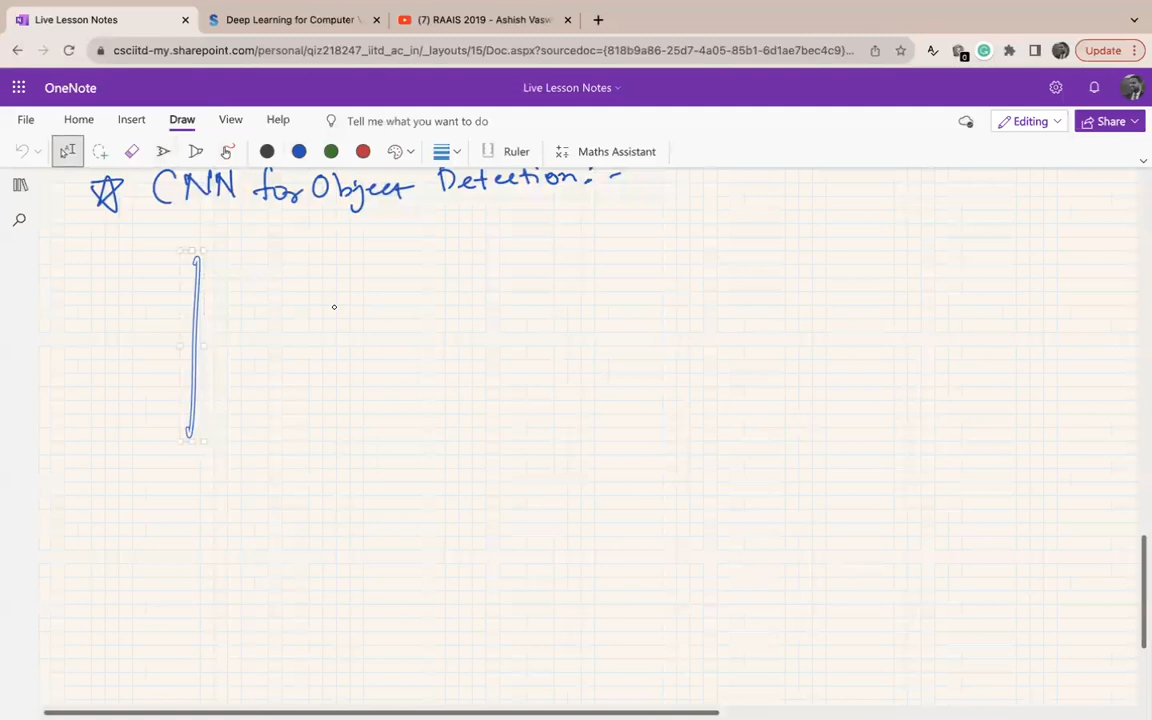 Live Lesson Notes
Deep Learning for Computer V
(7) RAAIS 2019 - Ashish Vasw
csciitd-my.sharepoint.com/personal/qiz218247_iitd_ac_in/_layouts/15/Doc.aspx?sourcedoc={818b9a86-25d7-4a05-85b1-6d1ae7bec4c9}...
0
Update
OneNote
Live Lesson Notes
File Home Insert Draw View Help Tell me what you want to do
Editing
Share
Ruler
Maths Assistant
CNN for Object Detection:-